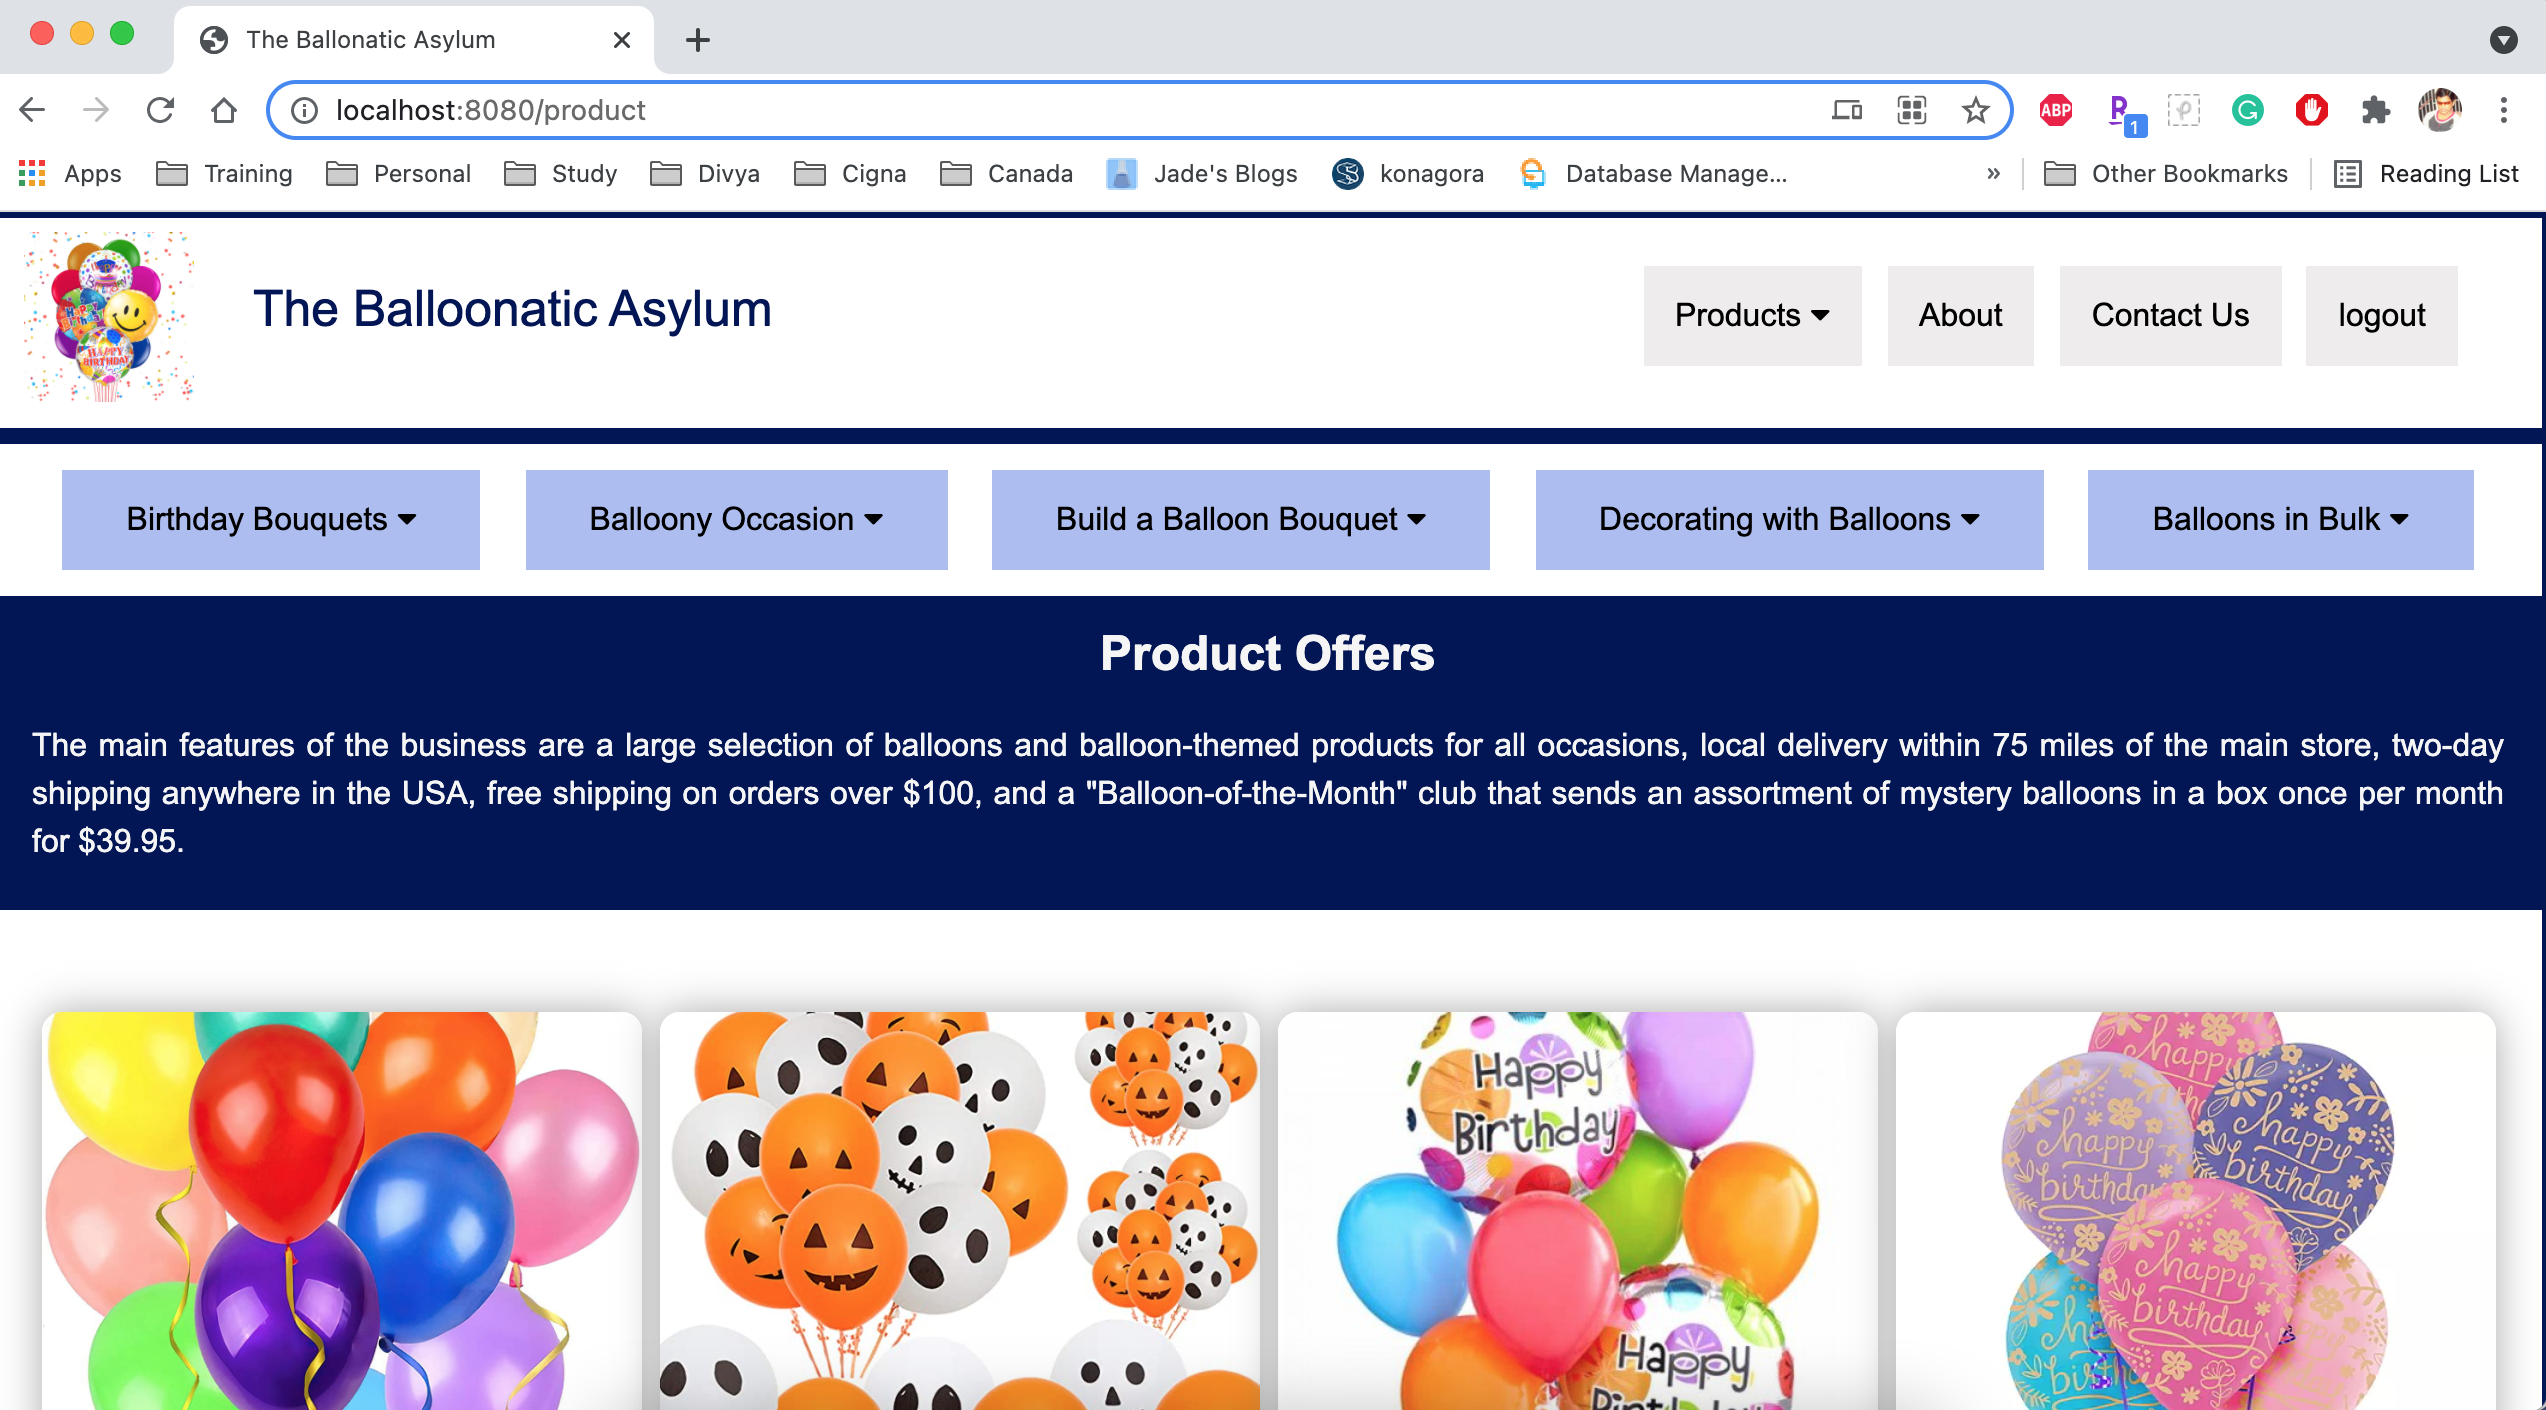 The Ballonatic Asylum
localhost:8080/product
ABP
1
Apps Training Personal Study Divya Cigna Canada Jade's Blogs konagora Database Manage... » Other Bookmarks Reading List
HAPPY
BIRTHDAY
The Balloonatic Asylum
Products About Contact Us logout
Birthday Bouquets Balloony Occasion Build a Balloon Bouquet Decorating with Balloons Balloons in Bulk
Product Offers
The main features of the business are a large selection of balloons and balloon-themed products for all occasions, local delivery within 75 miles of the main store, two-day
shipping anywhere in the USA, free shipping on orders over $100, and a "Balloon-of-the-Month" club that sends an assortment of mystery balloons in a box once per month
for $39.95.
Happy
Birthday
Happy
Birthday
happy
happy
birthday
happy
birthday
happy
birthday